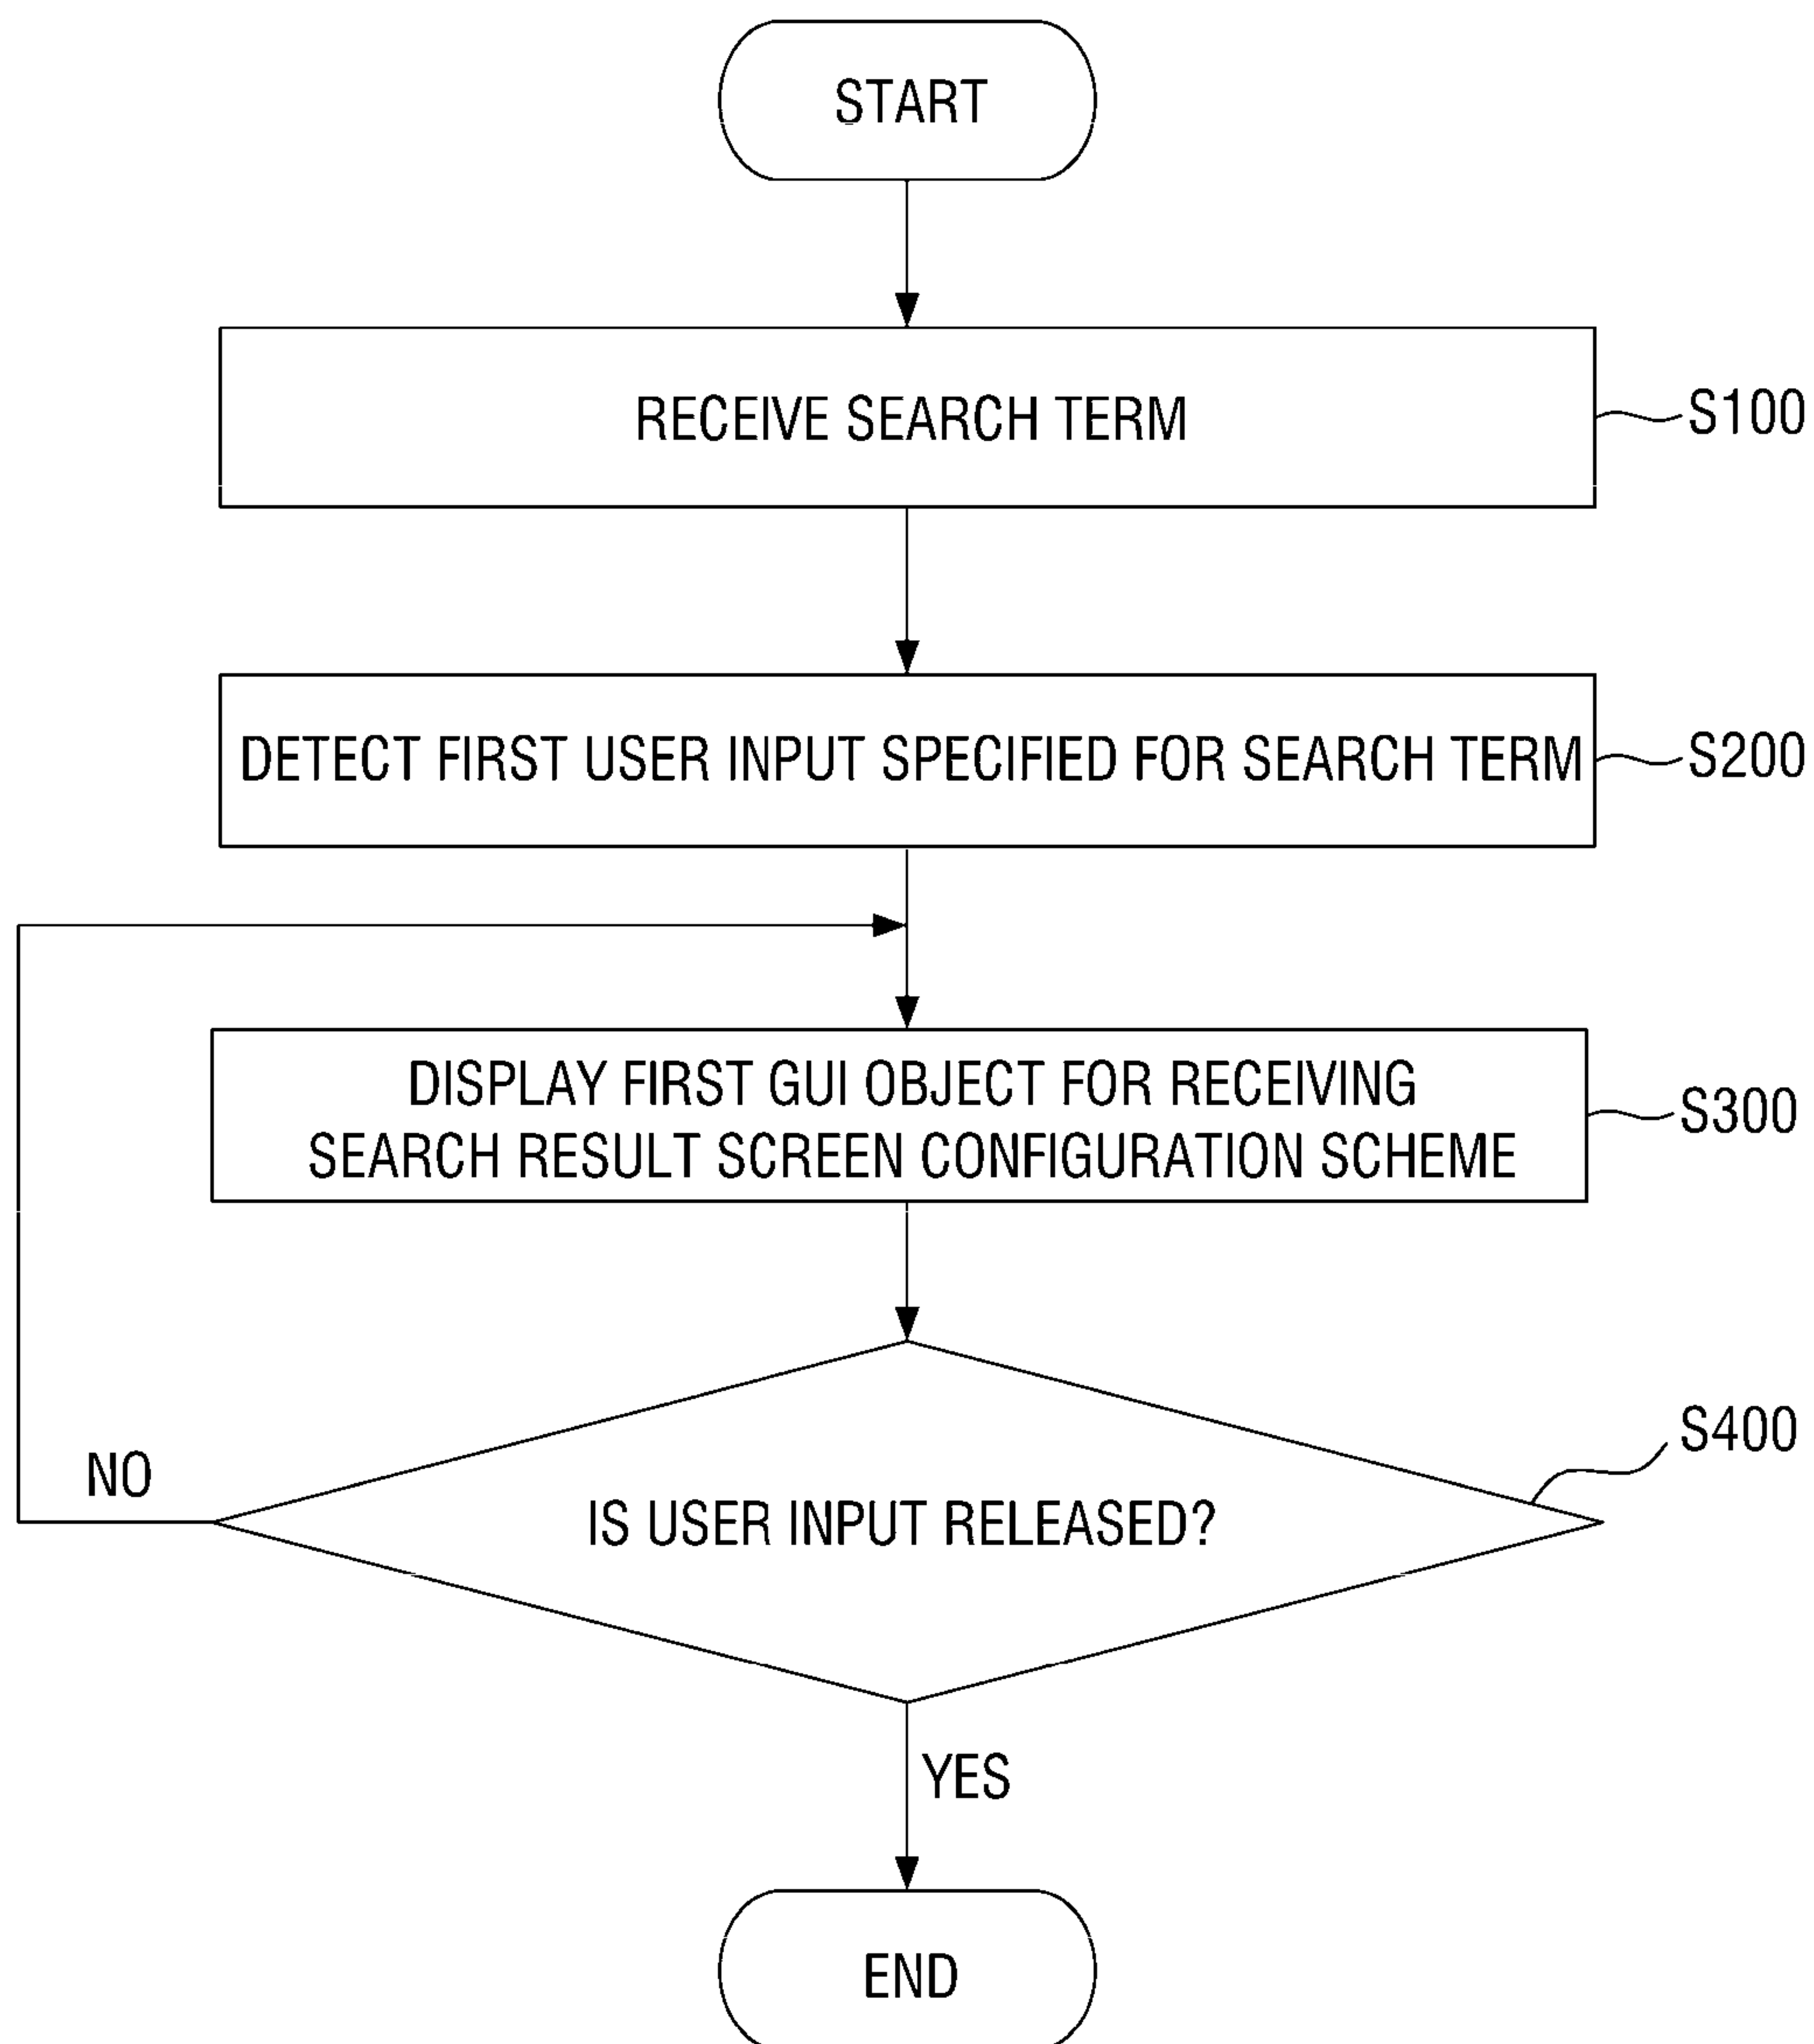 START
RECEIVE SEARCH TERM
S100
DETECT FIRST USER INPUT SPECIFIED FOR SEARCH TERM
S200
DISPLAY FIRST GUI OBJECT FOR RECEIVING
SEARCH RESULT SCREEN CONFIGURATION SCHEME
S300
S400
NO
IS USER INPUT RELEASED?
YES
END